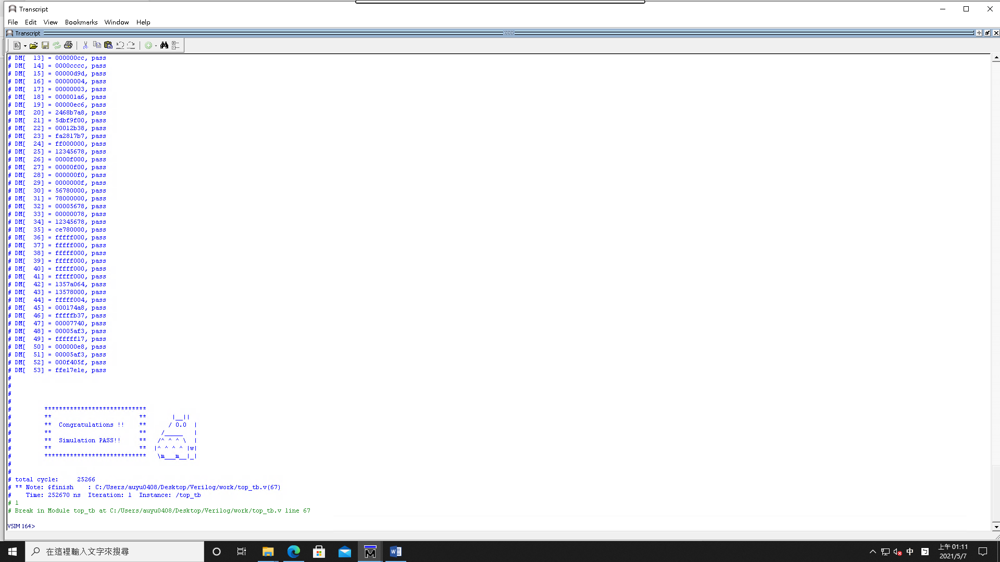 Transcript
File Edit View Bookmarks Window Help
Transcript
# DM[  13] = 000000cc, pass
# DM[  14] = 0000cccc, pass
# DM[  15] = 00000d9d, pass
# DM[  16] = 00000004, pass
# DM[  17] = 00000003, pass
# DM[  18] = 000001a6, pass
# DM[  19] = 00000ec6, pass
# DM[  20] = 2468b7a8, pass
# DM[  21] = 5dbf9f00, pass
# DM[  22] = 00012b38, pass
# DM[  23] = fa2817b7, pass
# DM[  24] = ff000000, pass
# DM[  25] = 12345678, pass
# DM[  26] = 0000f000, pass
# DM[  27] = 00000f00, pass
# DM[  28] = 000000f0, pass
# DM[  29] = 0000000f, pass
# DM[  30] = 56780000, pass
# DM[  31] = 78000000, pass
# DM[  32] = 00005678, pass
# DM[  33] = 00000078, pass
# DM[  34] = 12345678, pass
# DM[  35] = ce780000, pass
# DM[  36] = fffff000, pass
# DM[  37] = fffff000, pass
# DM[  38] = fffff000, pass
# DM[  39] = fffff000, pass
# DM[  40] = fffff000, pass
# DM[  41] = fffff000, pass
# DM[  42] = 1357a064, pass
# DM[  43] = 13578000, pass
# DM[  44] = fffff004, pass
# DM[  45] = 000174a8, pass
# DM[  46] = fffffb37, pass
# DM[  47] = 00007740, pass
# DM[  48] = 00005af3, pass
# DM[  49] = ffffff17, pass
# DM[  50] = 000000e8, pass
# DM[  51] = 00005af3, pass
# DM[  52] = 000f405f, pass
# DM[  53] = ffe17e1e, pass
#
#
#
#
#         ****************************
#         **                        **       |__||
#         **  Congratulations !!    **      / O.O  |
#         **                        **    /_____   |
#         **  Simulation PASS!!     **   /^ ^ ^ \  |
#         **                        **  |^ ^ ^ ^ |w|
#         ****************************   \m___m__|_|
#
#
# total cycle:     25266
# ** Note: $finish    : C:/Users/auyu0408/Desktop/Verilog/work/top_tb.v(67)
#    Time: 252670 ns  Iteration: 1  Instance: /top_tb
# 1
# Break in Module top_tb at C:/Users/auyu0408/Desktop/Verilog/work/top_tb.v line 67
VSIM 164>
在這裡輸入文字來搜尋
中
上午 01:11
2021/5/7